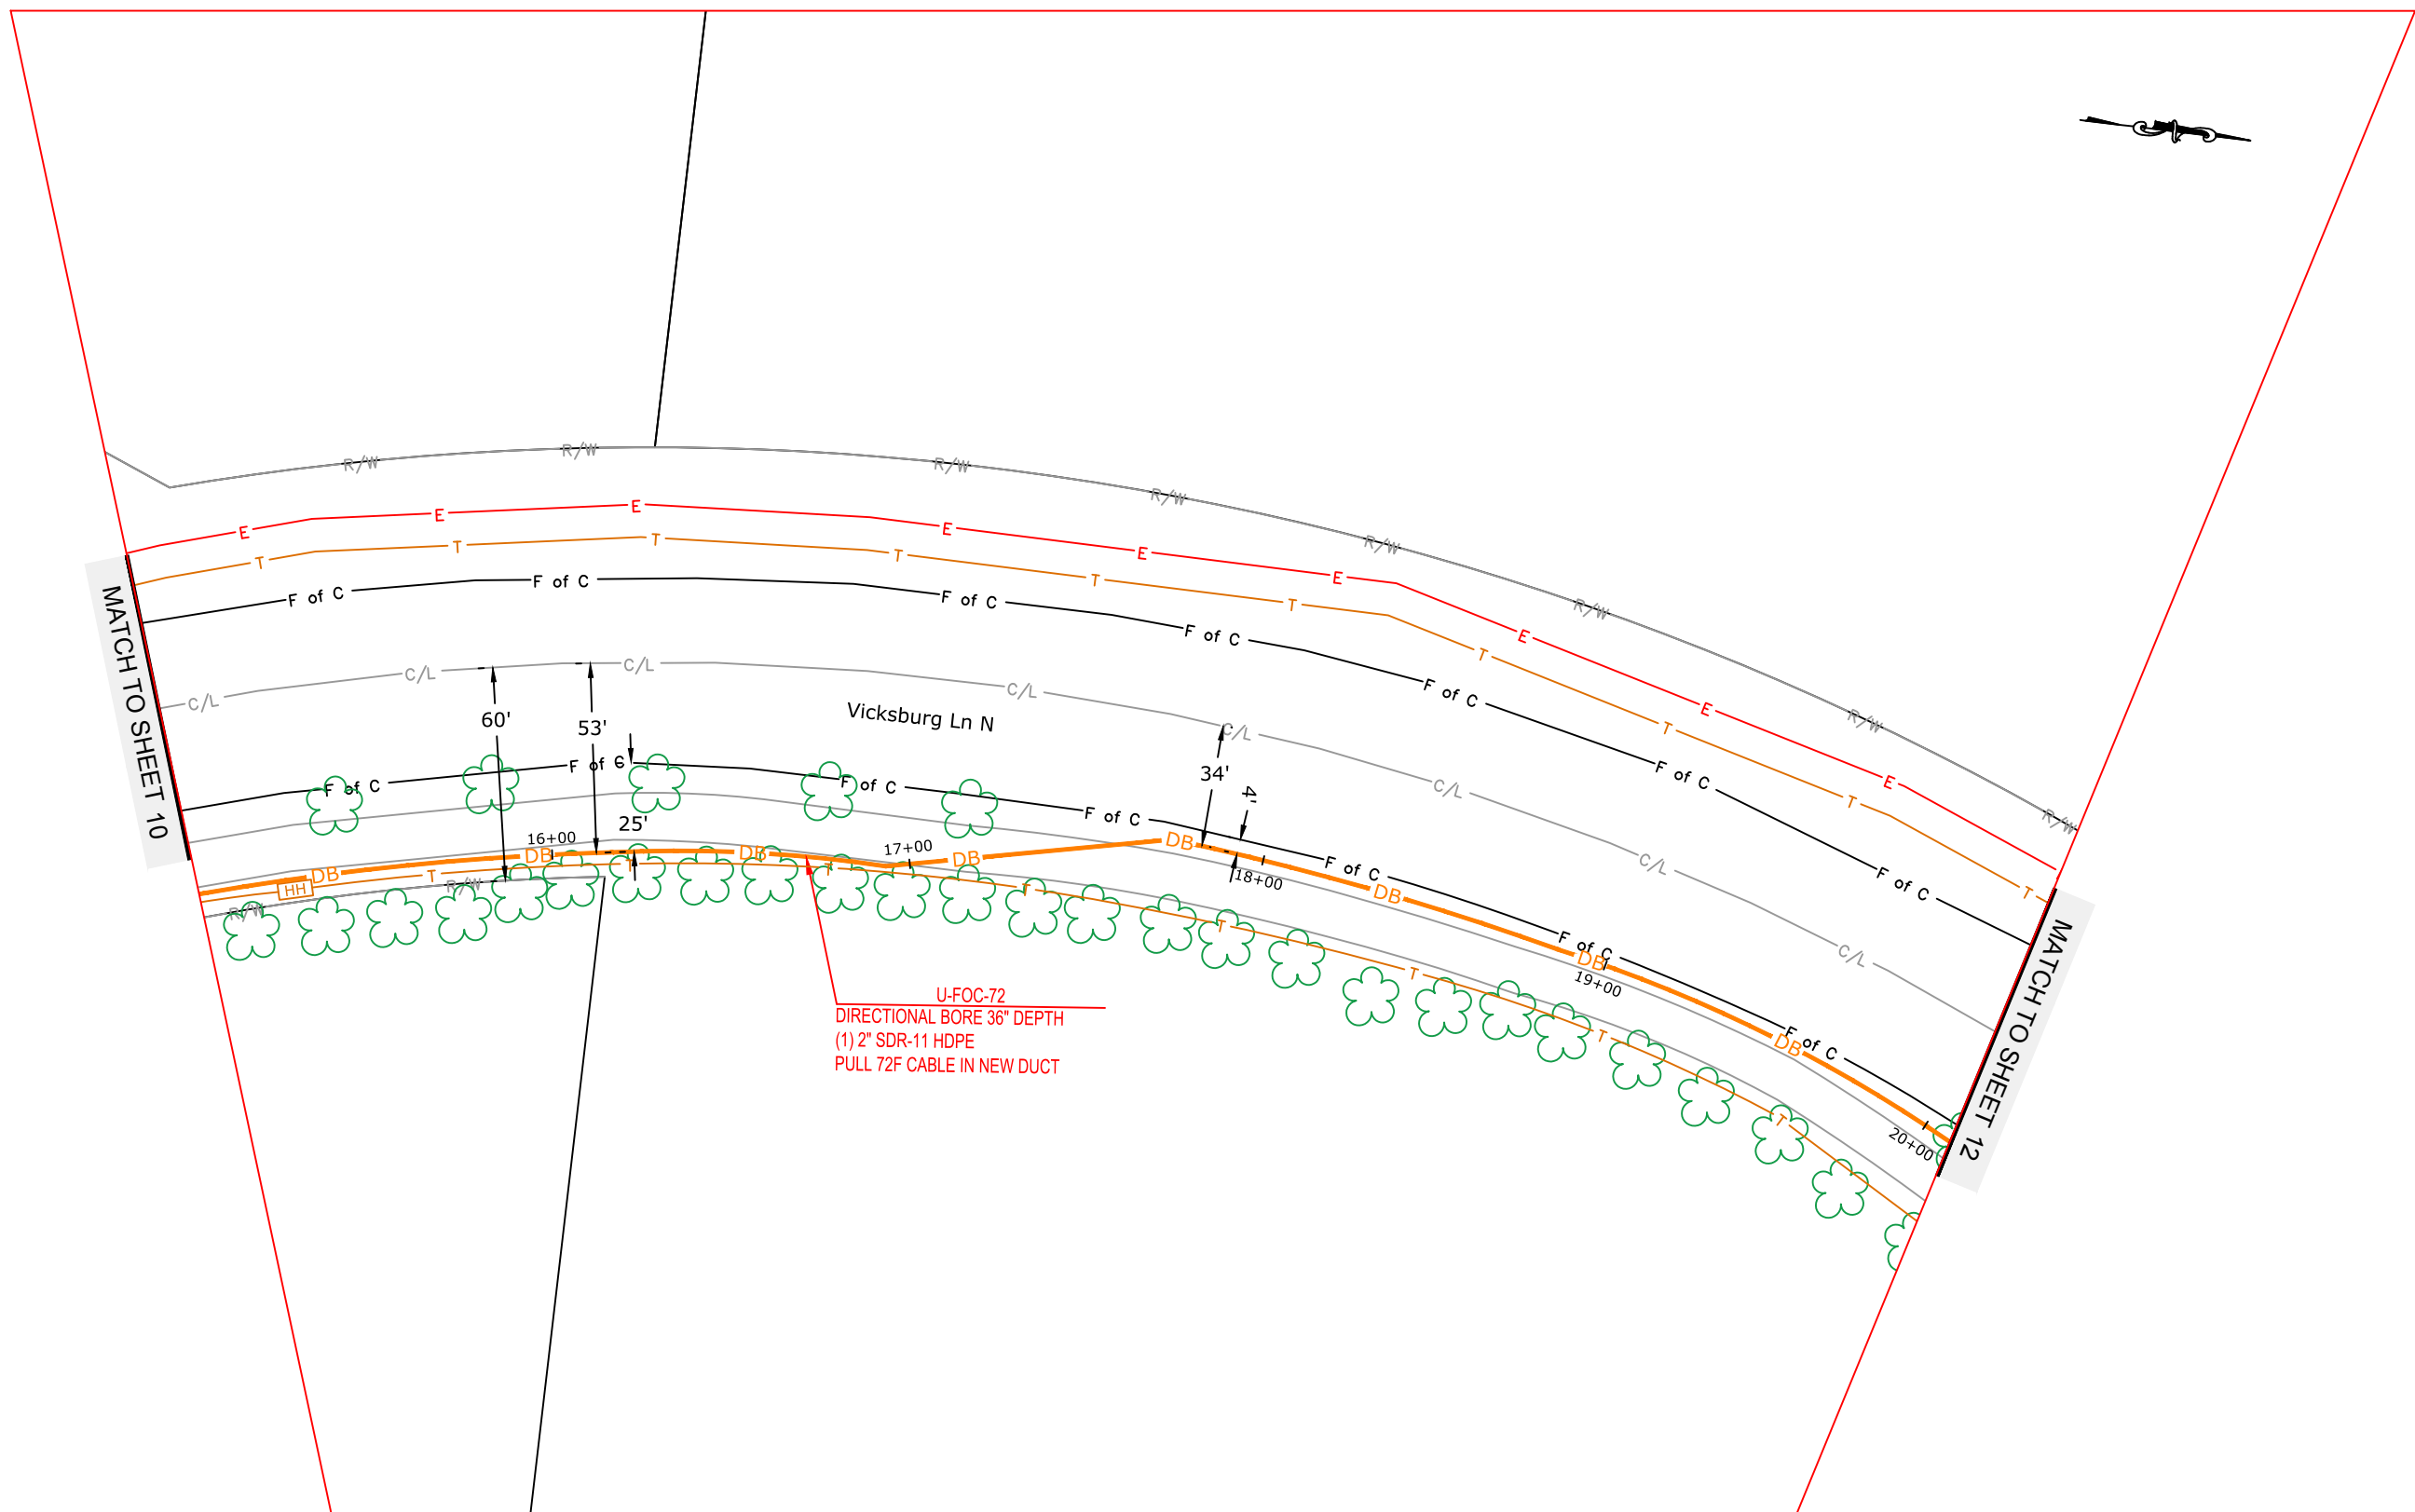 R/W
R/W
R/W
R/W
R/W
R/W
R/W
R/W
E
E
E
E
E
E
E
E
E
T
T
T
T
T
T
T
T
T
T
F of C
F of C
F of C
F of C
F of C
F of C
F of C
C/L
C/L
C/L
C/L
C/L
C/L
C/L
C/L
MATCH TO SHEET 10
60'
53'
Vicksburg Ln N
34'
4'
F of C
F of C
F of C
F of C
F of C
F of C
F of C
25'
16+00
17+00
18+00
19+00
20+00
DB
DB
DB
DB
DB
DB
DB
DB
HH
T
T
T
T
T
T
T
T
R/W
R/W
U-FOC-72
DIRECTIONAL BORE 36" DEPTH
(1) 2" SDR-11 HDPE
PULL 72F CABLE IN NEW DUCT
MATCH TO SHEET 12